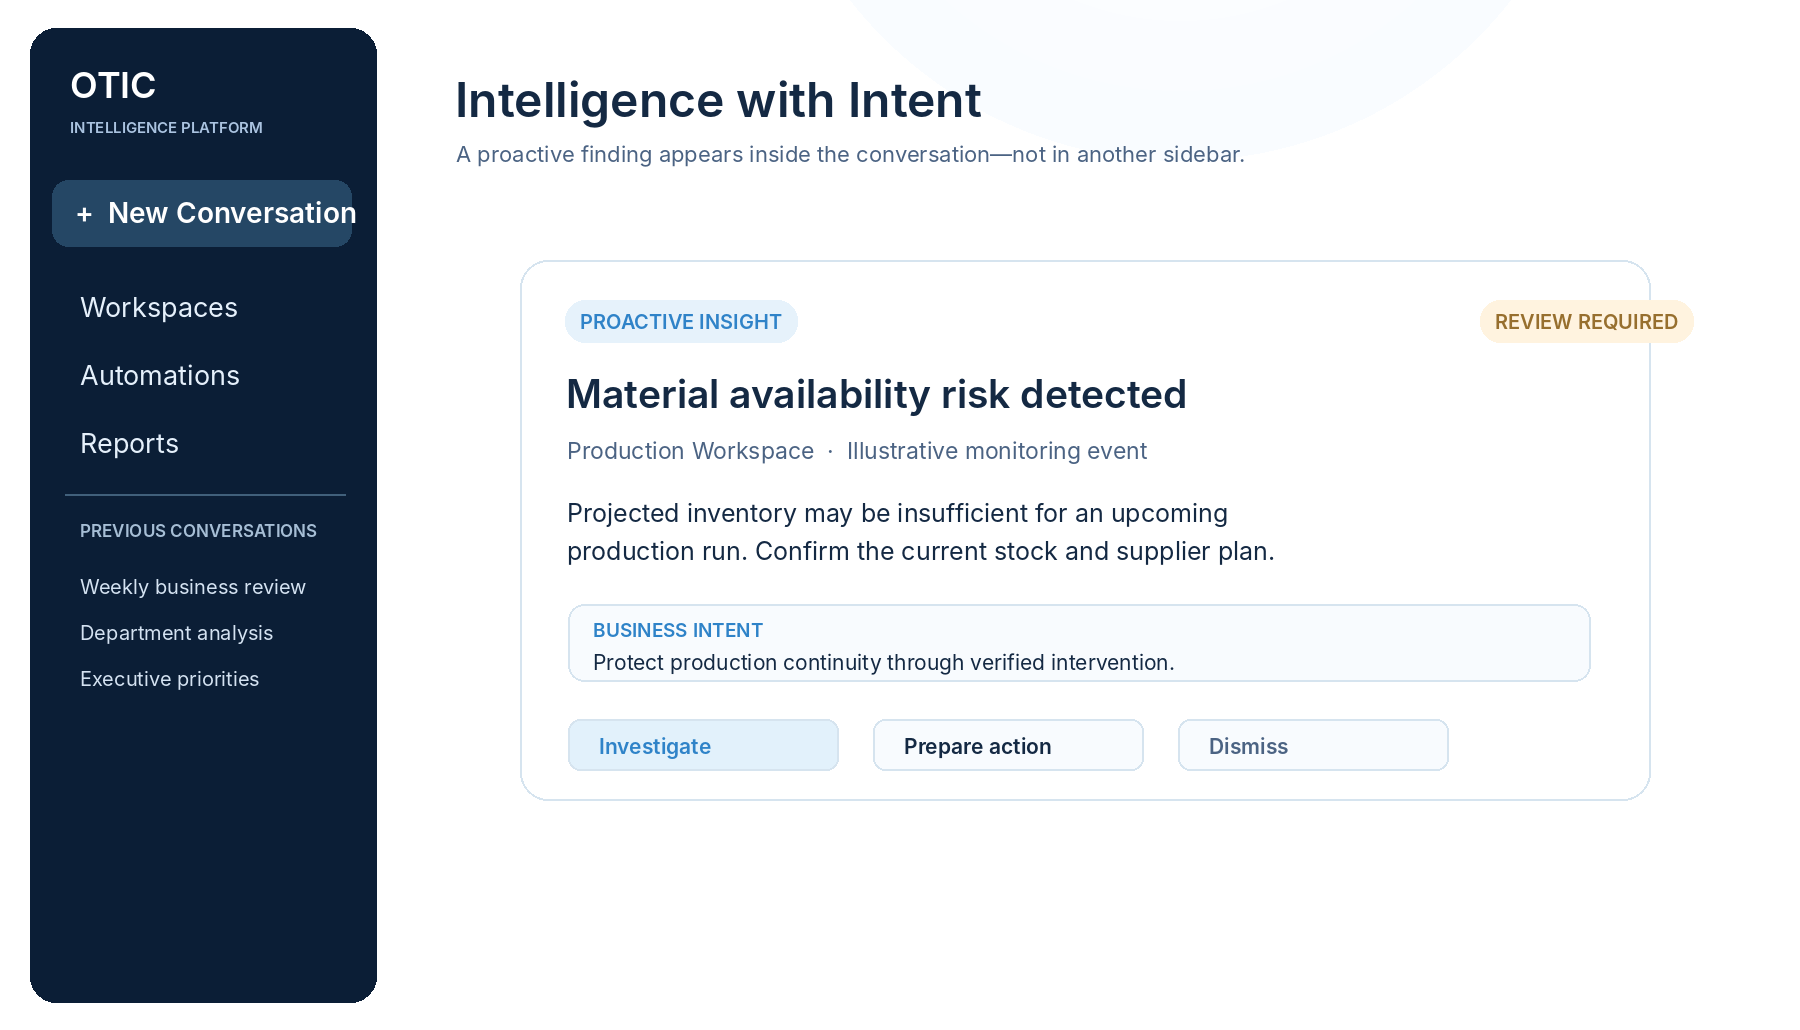 OTIC
INTELLIGENCE PLATFORM
+ New Conversation
Workspaces
Automations
Reports
PREVIOUS CONVERSATIONS
Weekly business review
Department analysis
Executive priorities
Intelligence with Intent
A proactive finding appears inside the conversation—not in another sidebar.
PROACTIVE INSIGHT
REVIEW REQUIRED
Material availability risk detected
Production Workspace · Illustrative monitoring event
Projected inventory may be insufficient for an upcoming
production run. Confirm the current stock and supplier plan.
BUSINESS INTENT
Protect production continuity through verified intervention.
Investigate
Prepare action
Dismiss